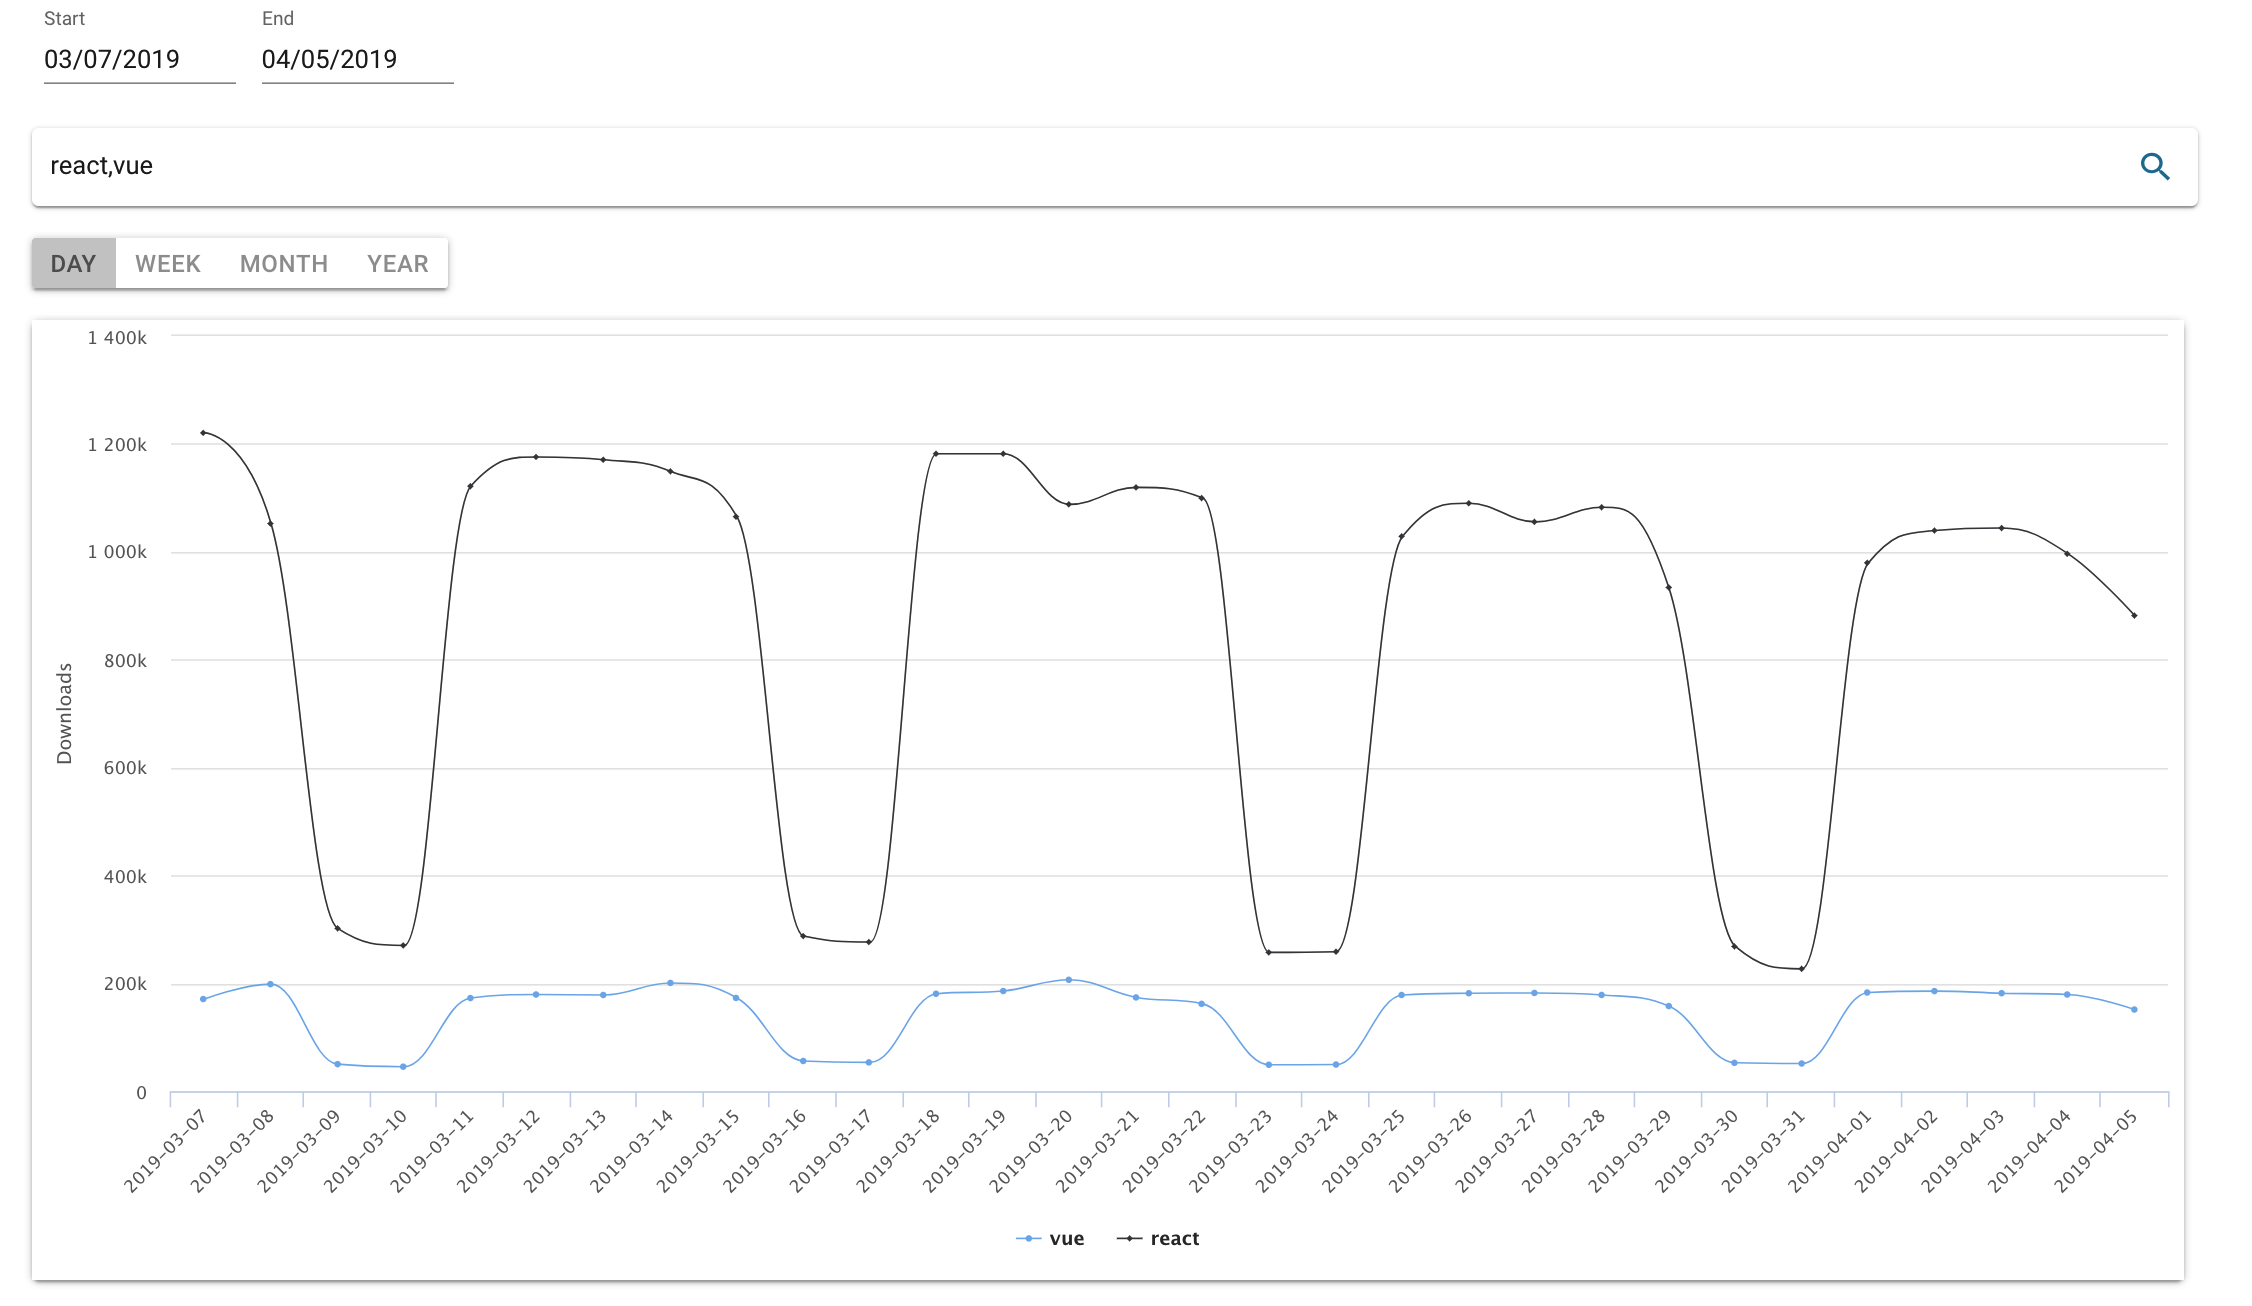 Start End
03/07/2019 04/05/2019
react,vue
DAY WEEK MONTH YEAR
1 400k
1 200k
1 000k
800k
600k
400k
200k
0
Downloads
2019-03-07 2019-03-08 2019-03-09 2019-03-10 2019-03-11 2019-03-12 2019-03-13 2019-03-14 2019-03-15 2019-03-16 2019-03-17 2019-03-18 2019-03-19 2019-03-20 2019-03-21 2019-03-22 2019-03-23 2019-03-24 2019-03-25 2019-03-26 2019-03-27 2019-03-28 2019-03-29 2019-03-30 2019-03-31 2019-04-01 2019-04-02 2019-04-03 2019-04-04 2019-04-05
vue react